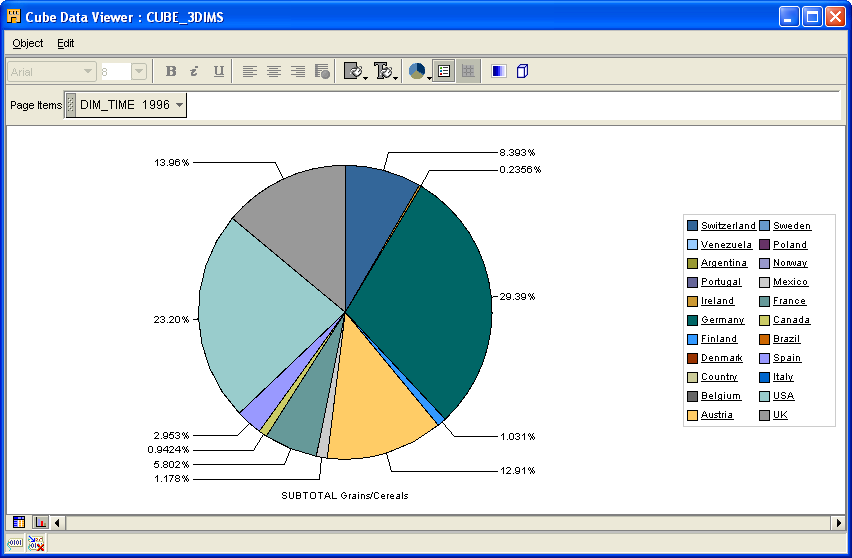 Cube Data Viewer : CUBE_3DIMS
Object Edit
Arial 8 B i U
Page Items DIM_TIME 1996
8.393%
13.96%
0.2356%
Switzerland Sweden
Venezuela Poland
Argentina Norway
Portugal Mexico
29.39%
Ireland France
23.20%
Germany Canada
Finland Brazil
Denmark Spain
Country Italy
Belgium USA
Austria UK
2.953%
1.031%
0.9424%
5.802%
12.91%
1.178%
SUBTOTAL Grains/Cereals